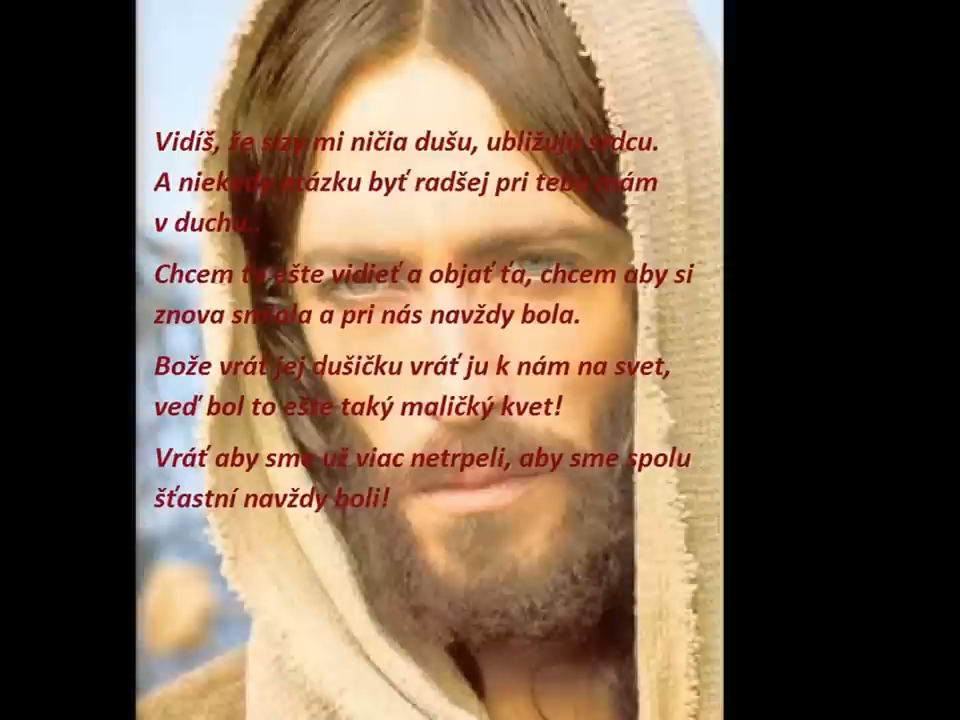 Vidíš, že slzy mi ničia dušu, ubližujú srdcu.
A niekedy otázku byť radšej pri tebe mám
v duchu..
Chcem ťa ešte vidieť a objať ťa, chcem aby si
znova smiala a pri nás navždy bola.
Bože vráť jej dušičku vráť ju k nám na svet,
veď bol to ešte taký maličký kvet!
Vráť aby sme už viac netrpeli, aby sme spolu
šťastní navždy boli!